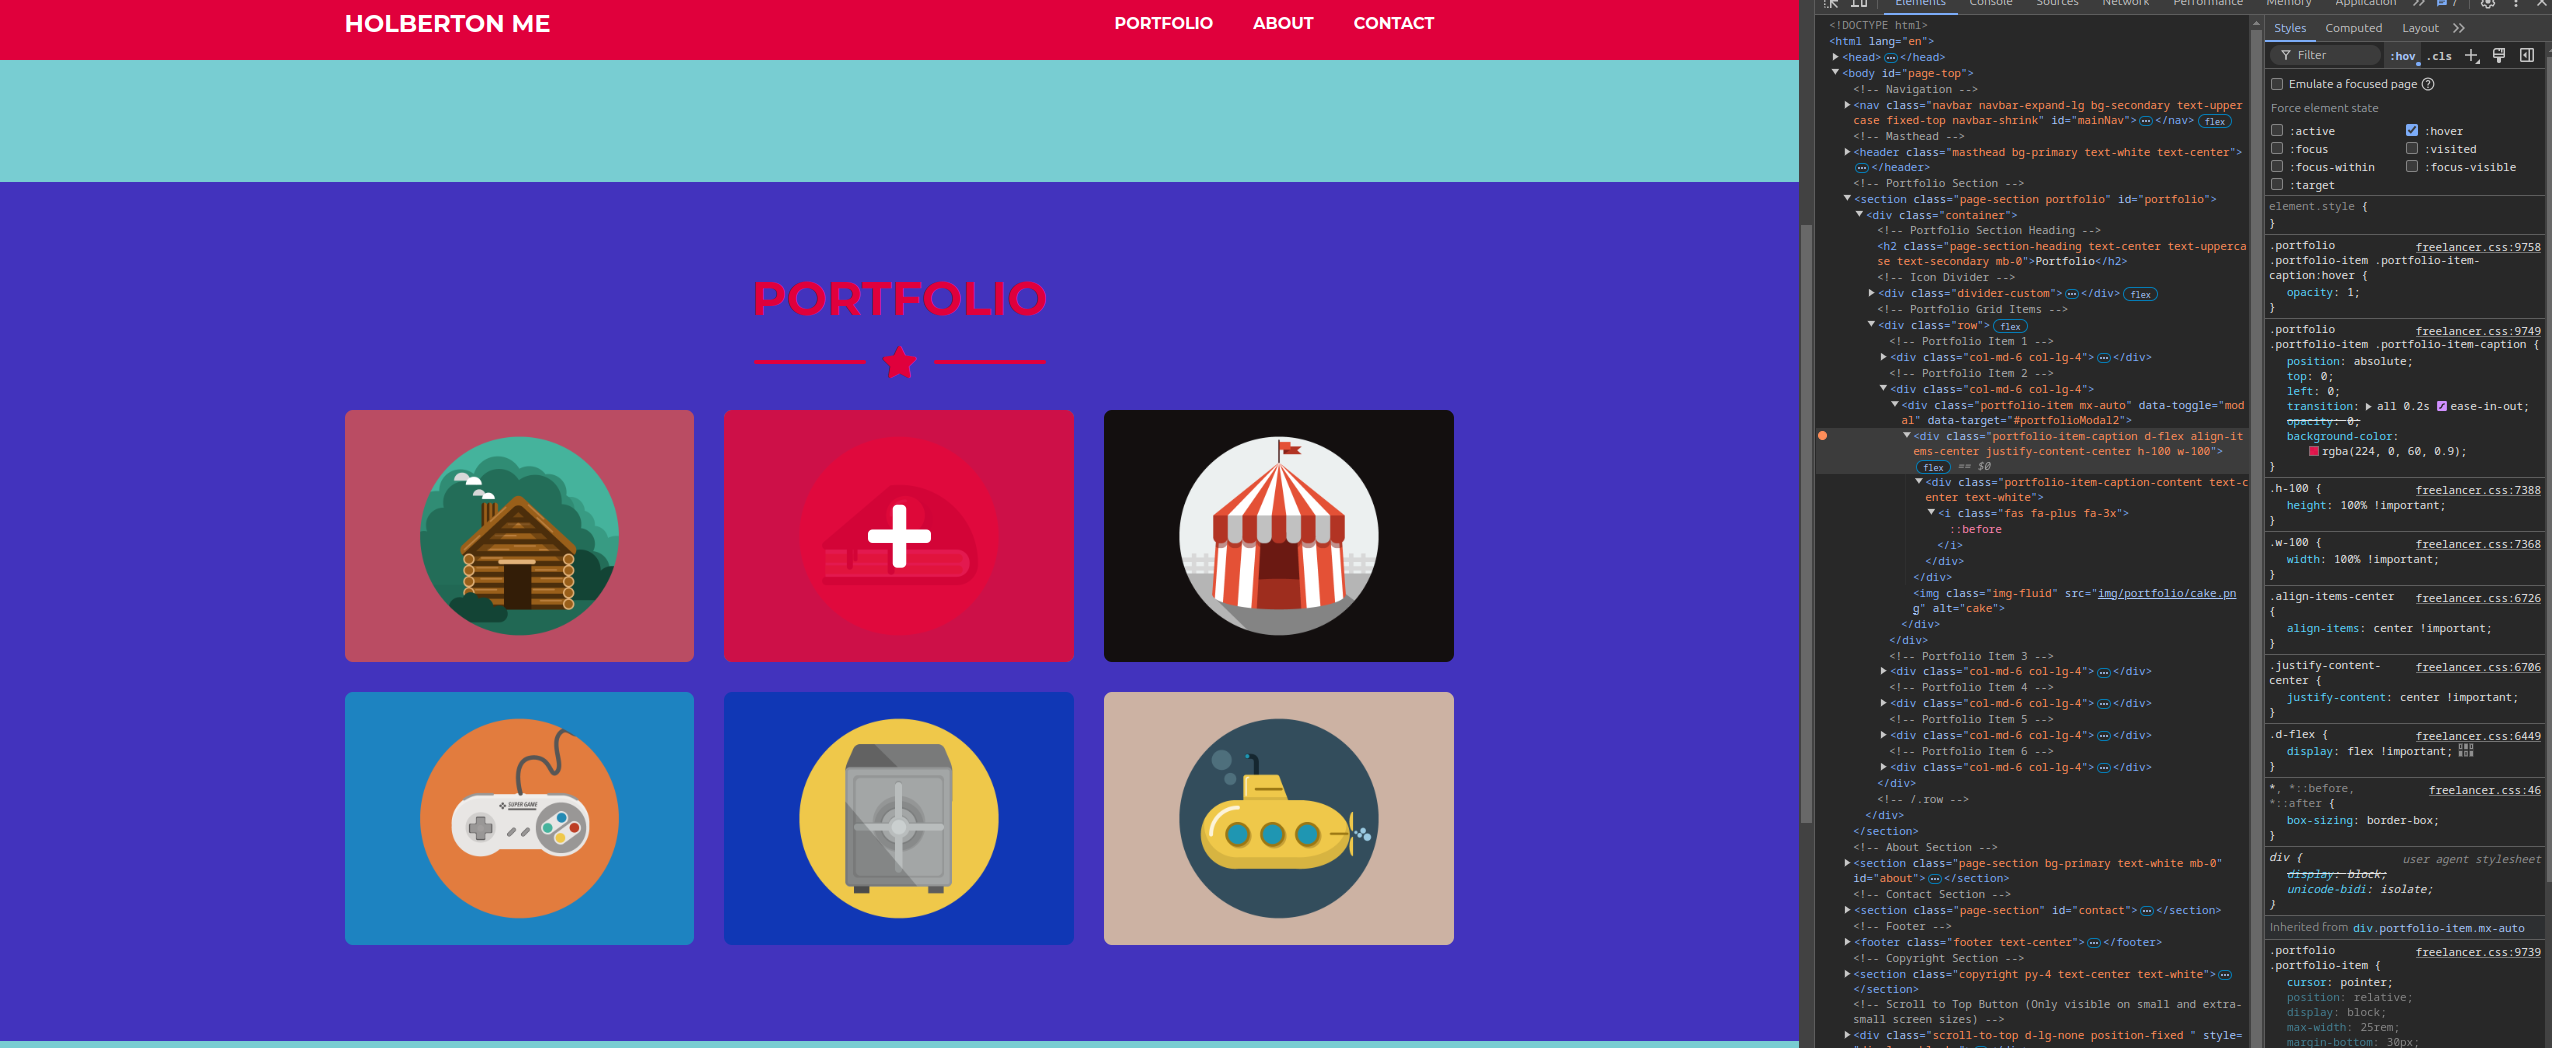 HOLBERTON ME
PORTFOLIO ABOUT CONTACT
PORTFOLIO
SUPER GAME
Elements Console Sources Network Performance Memory Application 7
<!DOCTYPE html>
<html lang="en">
<head> </head>
<body id="page-top">
<!-- Navigation -->
<nav class="navbar navbar-expand-lg bg-secondary text-upper
case fixed-top navbar-shrink" id="mainNav"> </nav> flex
<!-- Masthead -->
<header class="masthead bg-primary text-white text-center">
</header>
<!-- Portfolio Section -->
<section class="page-section portfolio" id="portfolio">
<div class="container">
<!-- Portfolio Section Heading -->
<h2 class="page-section-heading text-center text-upperca
se text-secondary mb-0">Portfolio</h2>
<!-- Icon Divider -->
<div class="divider-custom"> </div> flex
<!-- Portfolio Grid Items -->
<div class="row"> flex
<!-- Portfolio Item 1 -->
<div class="col-md-6 col-lg-4"> </div>
<!-- Portfolio Item 2 -->
<div class="col-md-6 col-lg-4">
<div class="portfolio-item mx-auto" data-toggle="mod
al" data-target="#portfolioModal2">
<div class="portfolio-item-caption d-flex align-it
ems-center justify-content-center h-100 w-100">
flex == $0
<div class="portfolio-item-caption-content text-c
enter text-white">
<i class="fas fa-plus fa-3x">
::before
</i>
</div>
</div>
<img class="img-fluid" src="img/portfolio/cake.pn
g" alt="cake">
</div>
</div>
<!-- Portfolio Item 3 -->
<div class="col-md-6 col-lg-4"> </div>
<!-- Portfolio Item 4 -->
<div class="col-md-6 col-lg-4"> </div>
<!-- Portfolio Item 5 -->
<div class="col-md-6 col-lg-4"> </div>
<!-- Portfolio Item 6 -->
<div class="col-md-6 col-lg-4"> </div>
</div>
<!-- /.row -->
</div>
</section>
<!-- About Section -->
<section class="page-section bg-primary text-white mb-0"
id="about"> </section>
<!-- Contact Section -->
<section class="page-section" id="contact"> </section>
<!-- Footer -->
<footer class="footer text-center"> </footer>
<!-- Copyright Section -->
<section class="copyright py-4 text-center text-white">
</section>
<!-- Scroll to Top Button (Only visible on small and extra-
small screen sizes) -->
<div class="scroll-to-top d-lg-none position-fixed " style=
Styles Computed Layout
Filter :hov .cls
Emulate a focused page
Force element state
:active :hover
:focus :visited
:focus-within :focus-visible
:target
element.style {
}
.portfolio freelancer.css:9758
.portfolio-item .portfolio-item-
caption:hover {
opacity: 1;
}
.portfolio freelancer.css:9749
.portfolio-item .portfolio-item-caption {
position: absolute;
top: 0;
left: 0;
transition: all 0.2s ease-in-out;
opacity: 0;
background-color:
rgba(224, 0, 60, 0.9);
}
.h-100 { freelancer.css:7388
height: 100% !important;
}
.w-100 { freelancer.css:7368
width: 100% !important;
}
.align-items-center freelancer.css:6726
{
align-items: center !important;
}
.justify-content- freelancer.css:6706
center {
justify-content: center !important;
}
.d-flex { freelancer.css:6449
display: flex !important;
}
*, *::before, freelancer.css:46
*::after {
box-sizing: border-box;
}
div { user agent stylesheet
display: block;
unicode-bidi: isolate;
}
Inherited from div.portfolio-item.mx-auto
.portfolio freelancer.css:9739
.portfolio-item {
cursor: pointer;
position: relative;
display: block;
max-width: 25rem;
margin-bottom: 30px;